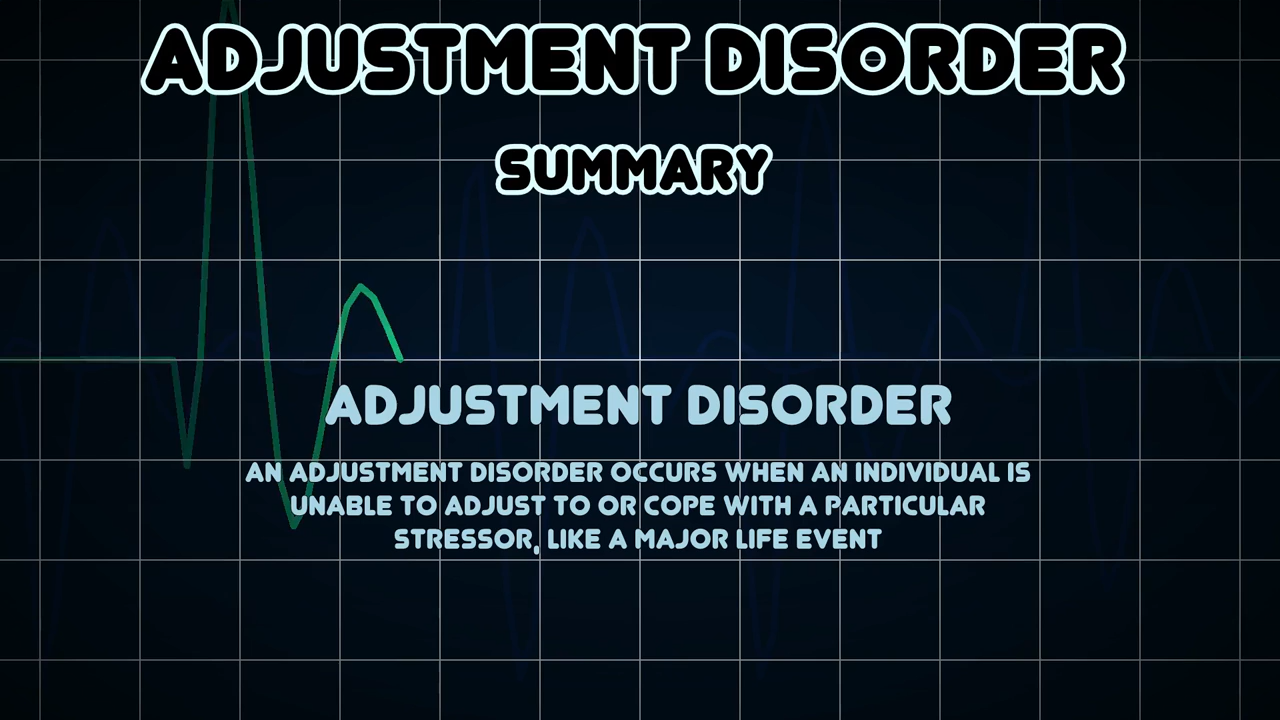 ADJUSTMENT DISORDER
SUMMARY
ADJUSTMENT DISORDER
AN ADJUSTMENT DISORDER OCCURS WHEN AN INDIVIDUAL IS
UNABLE TO ADJUST TO OR COPE WITH A PARTICULAR
STRESSOR, LIKE A MAJOR LIFE EVENT